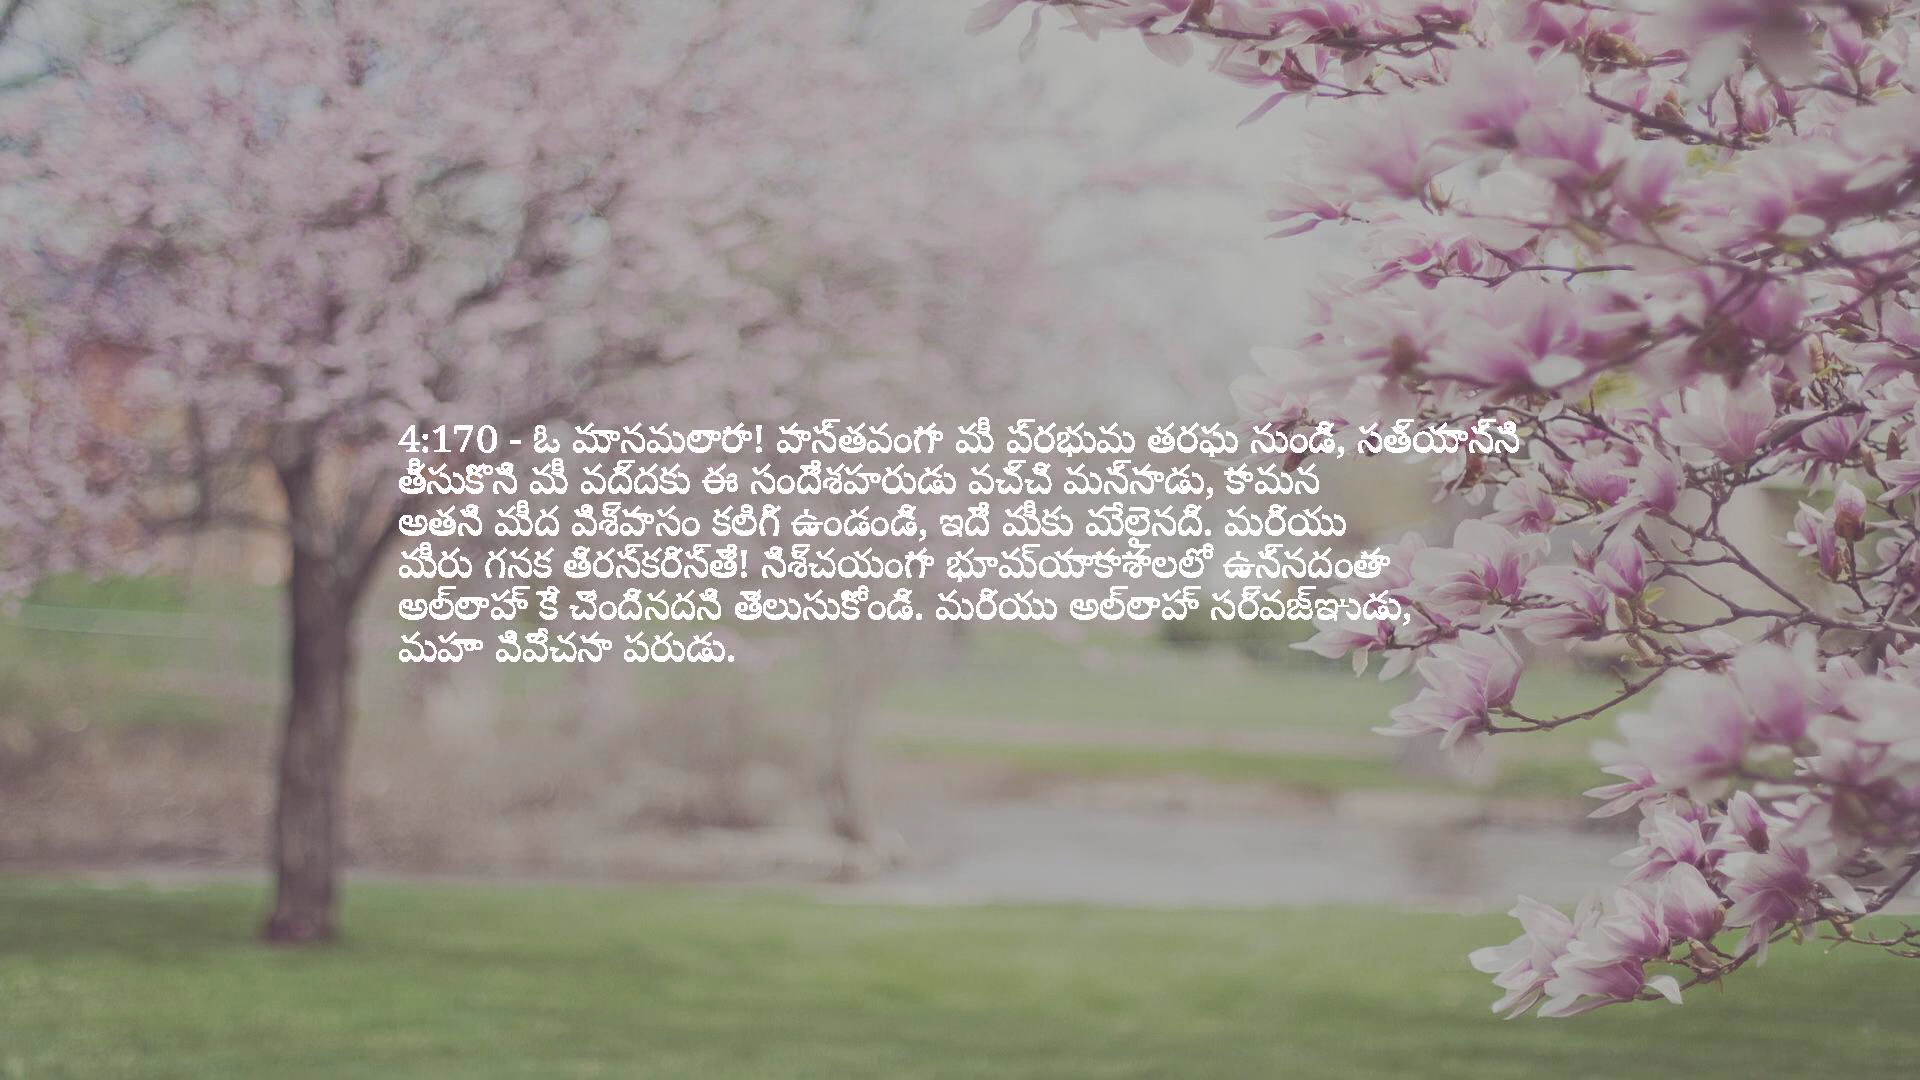 4:170 - ఓ మానవులారా! వాస్తవంగా మీ ప్రభువు తరఫు నుండి, సత్యాన్ని
తీసుకొని మీ వద్దకు ఈ సందేశహరుడు వచ్చి వున్నాడు, కావున
అతని మీద విశ్వాసం కలిగి ఉండండి, ఇదే మీకు మేలైనది. మరియు
మీరు గనక తిరస్కరిస్తే! నిశ్చయంగా భూమ్యాకాశాలలో ఉన్నదంతా
అల్లాహ్ కే చెందినదని తెలుసుకోండి. మరియు అల్లాహ్ సర్వజ్ఞుడు,
మహా వివేచనా పరుడు.